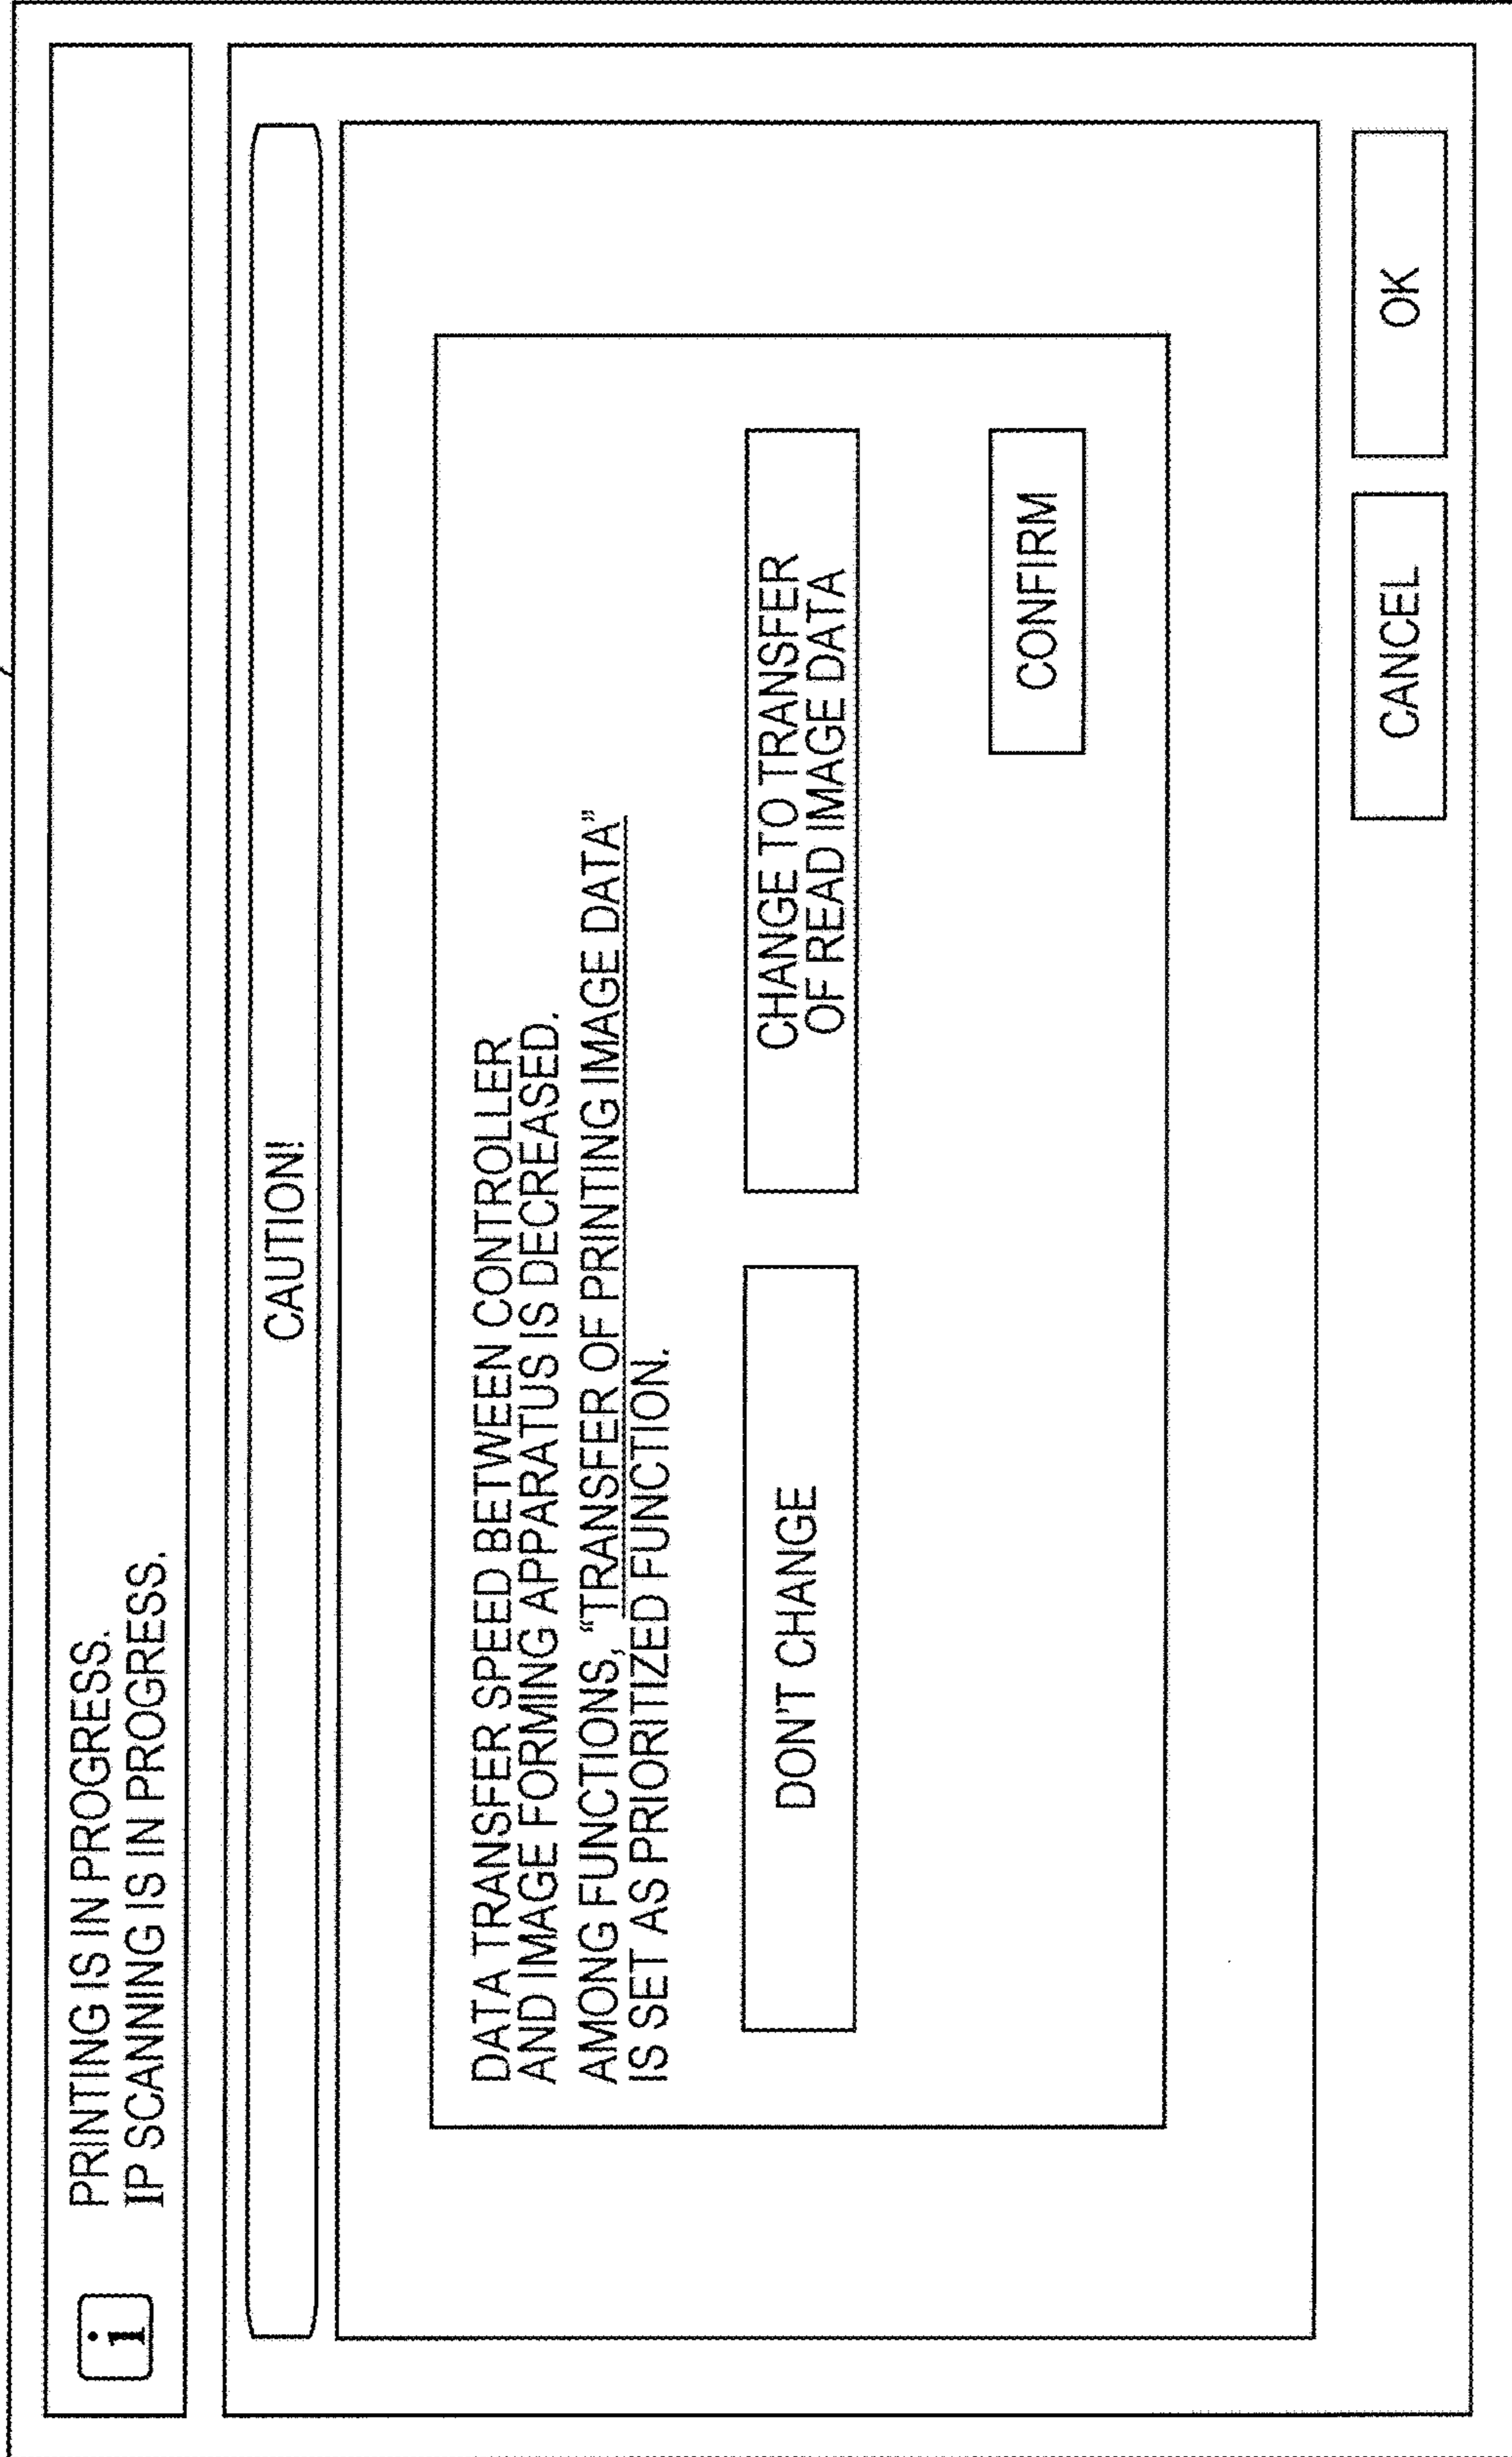 i
PRINTING IS IN PROGRESS.
IP SCANNING IS IN PROGRESS.
CAUTION!
DATA TRANSFER SPEED BETWEEN CONTROLLER
AND IMAGE FORMING APPARATUS IS DECREASED.
AMONG FUNCTIONS, “TRANSFER OF PRINTING IMAGE DATA”
IS SET AS PRIORITIZED FUNCTION.
DON'T CHANGE
CHANGE TO TRANSFER
OF READ IMAGE DATA
CONFIRM
CANCEL
OK